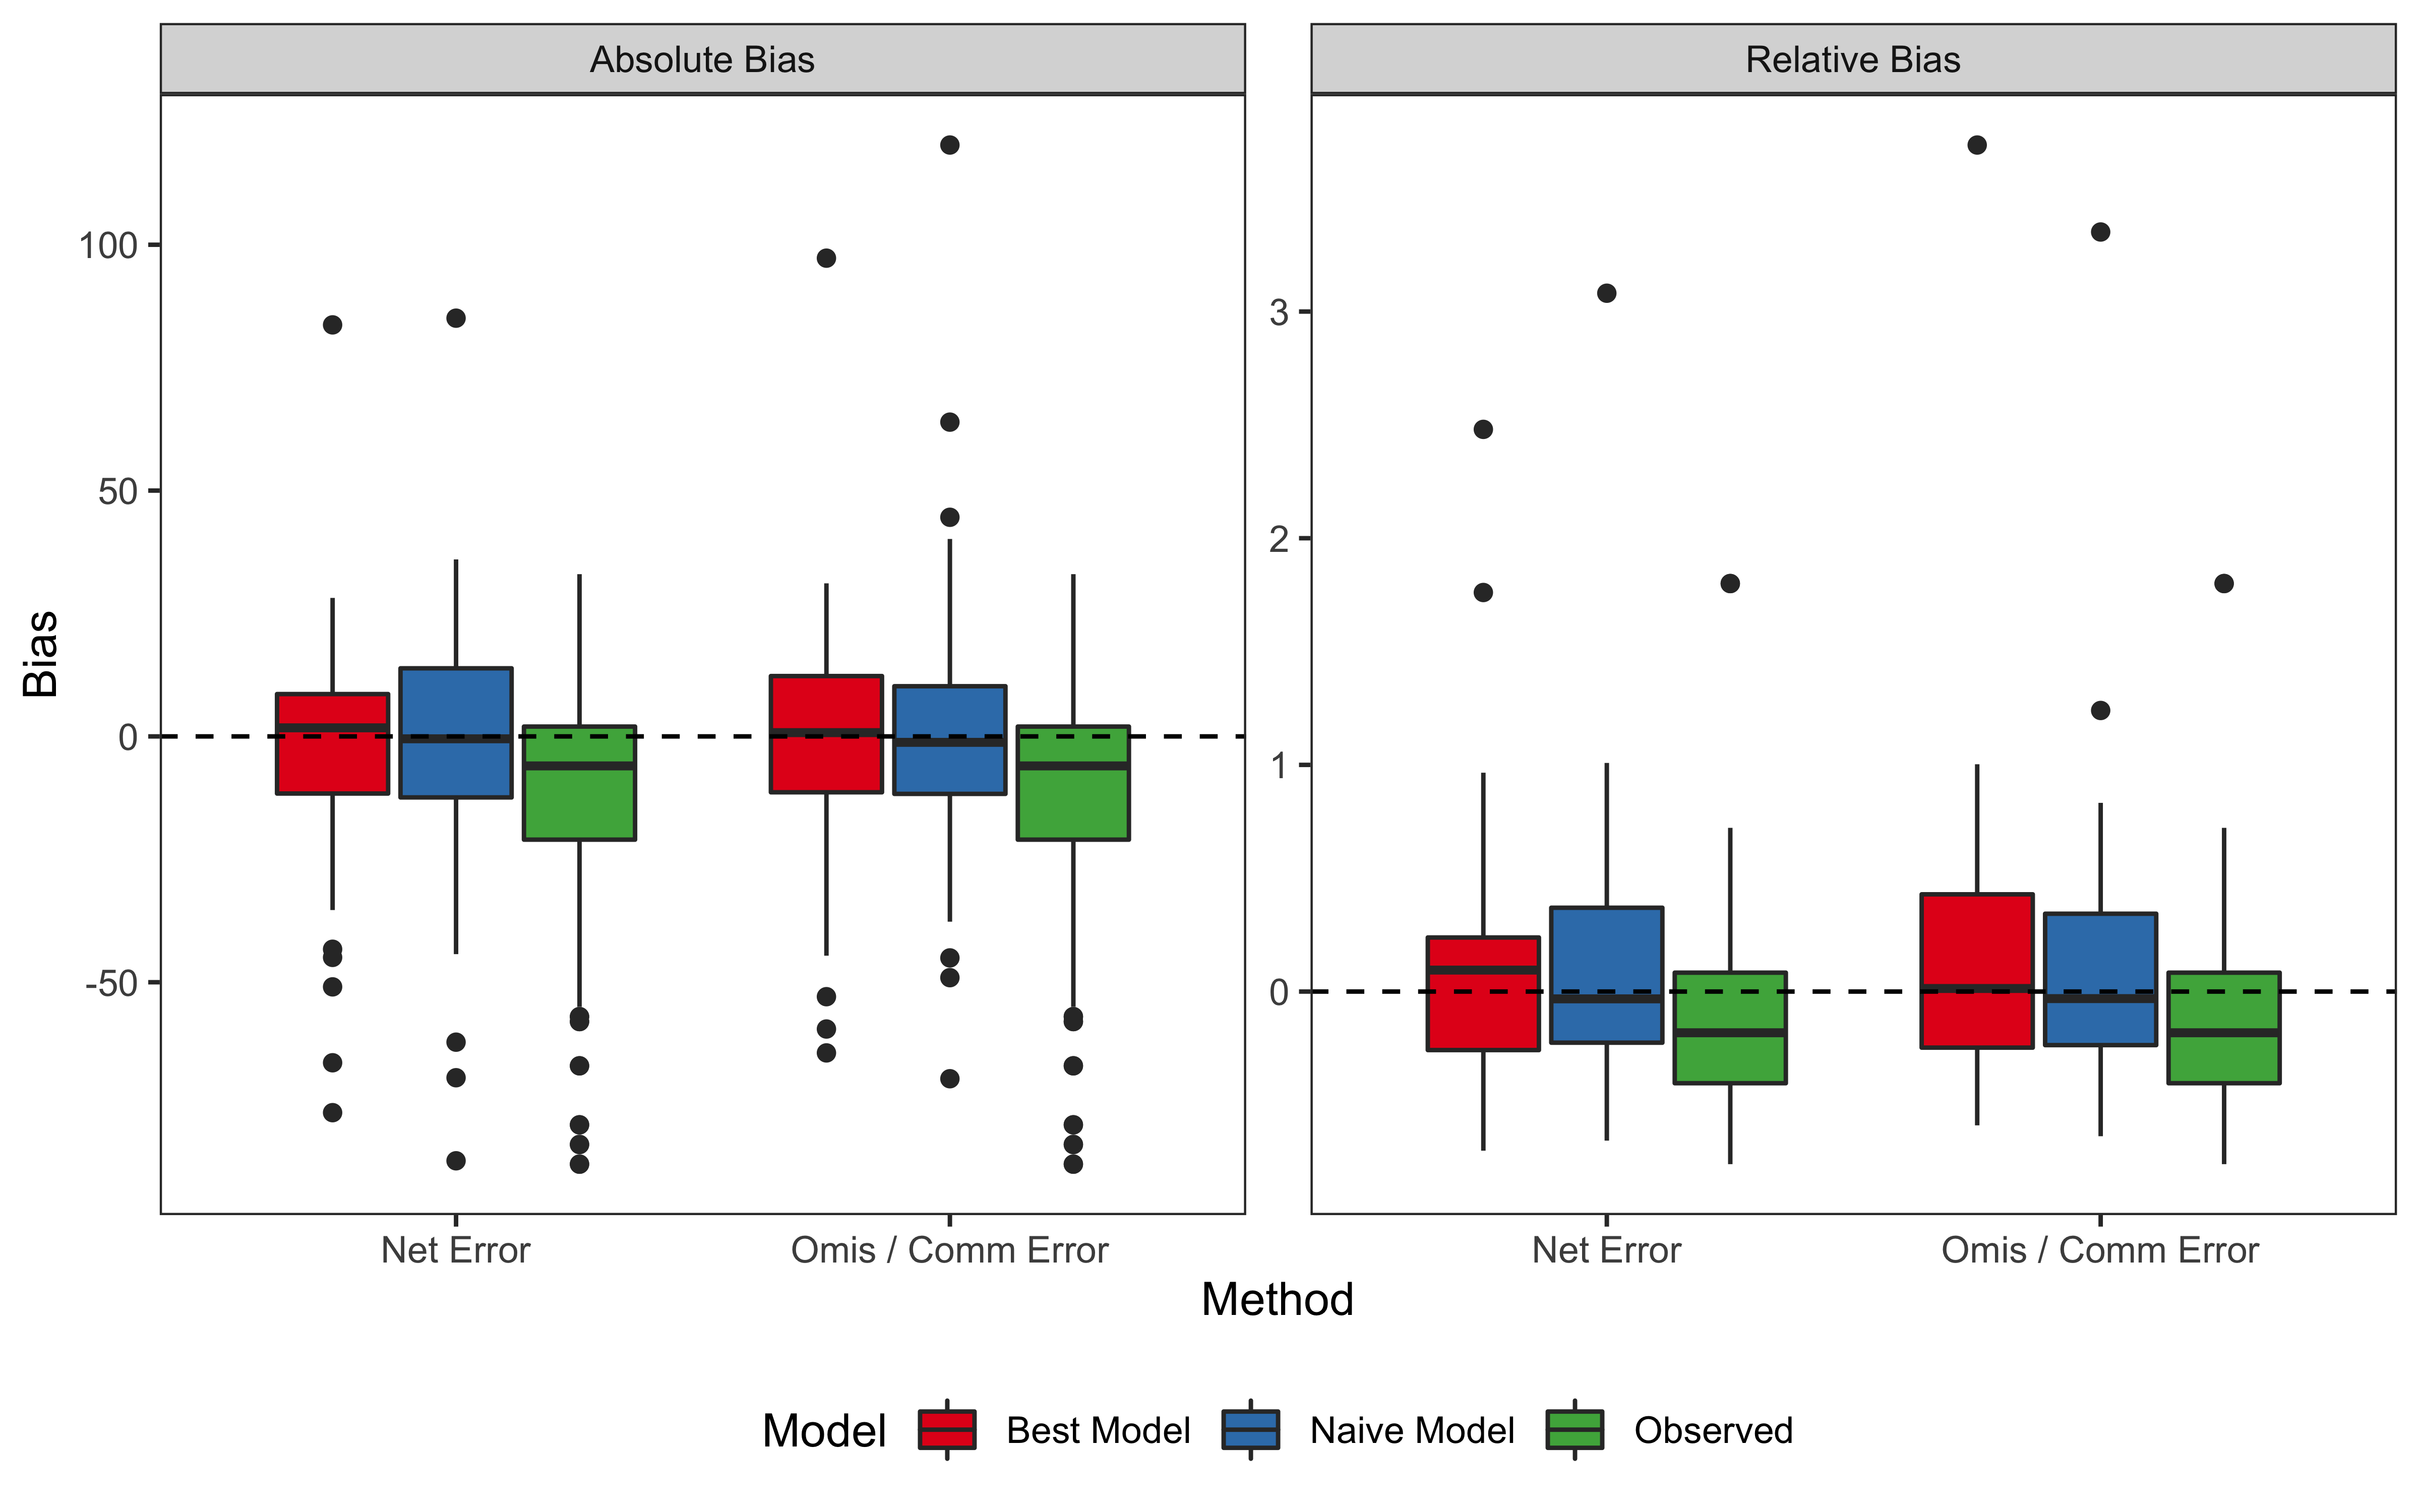 Absolute Bias
Relative Bias
Bias
100
50
0
-50
3
2
1
0
Net Error
Omis / Comm Error
Net Error
Omis / Comm Error
Method
Model
Best Model
Naive Model
Observed